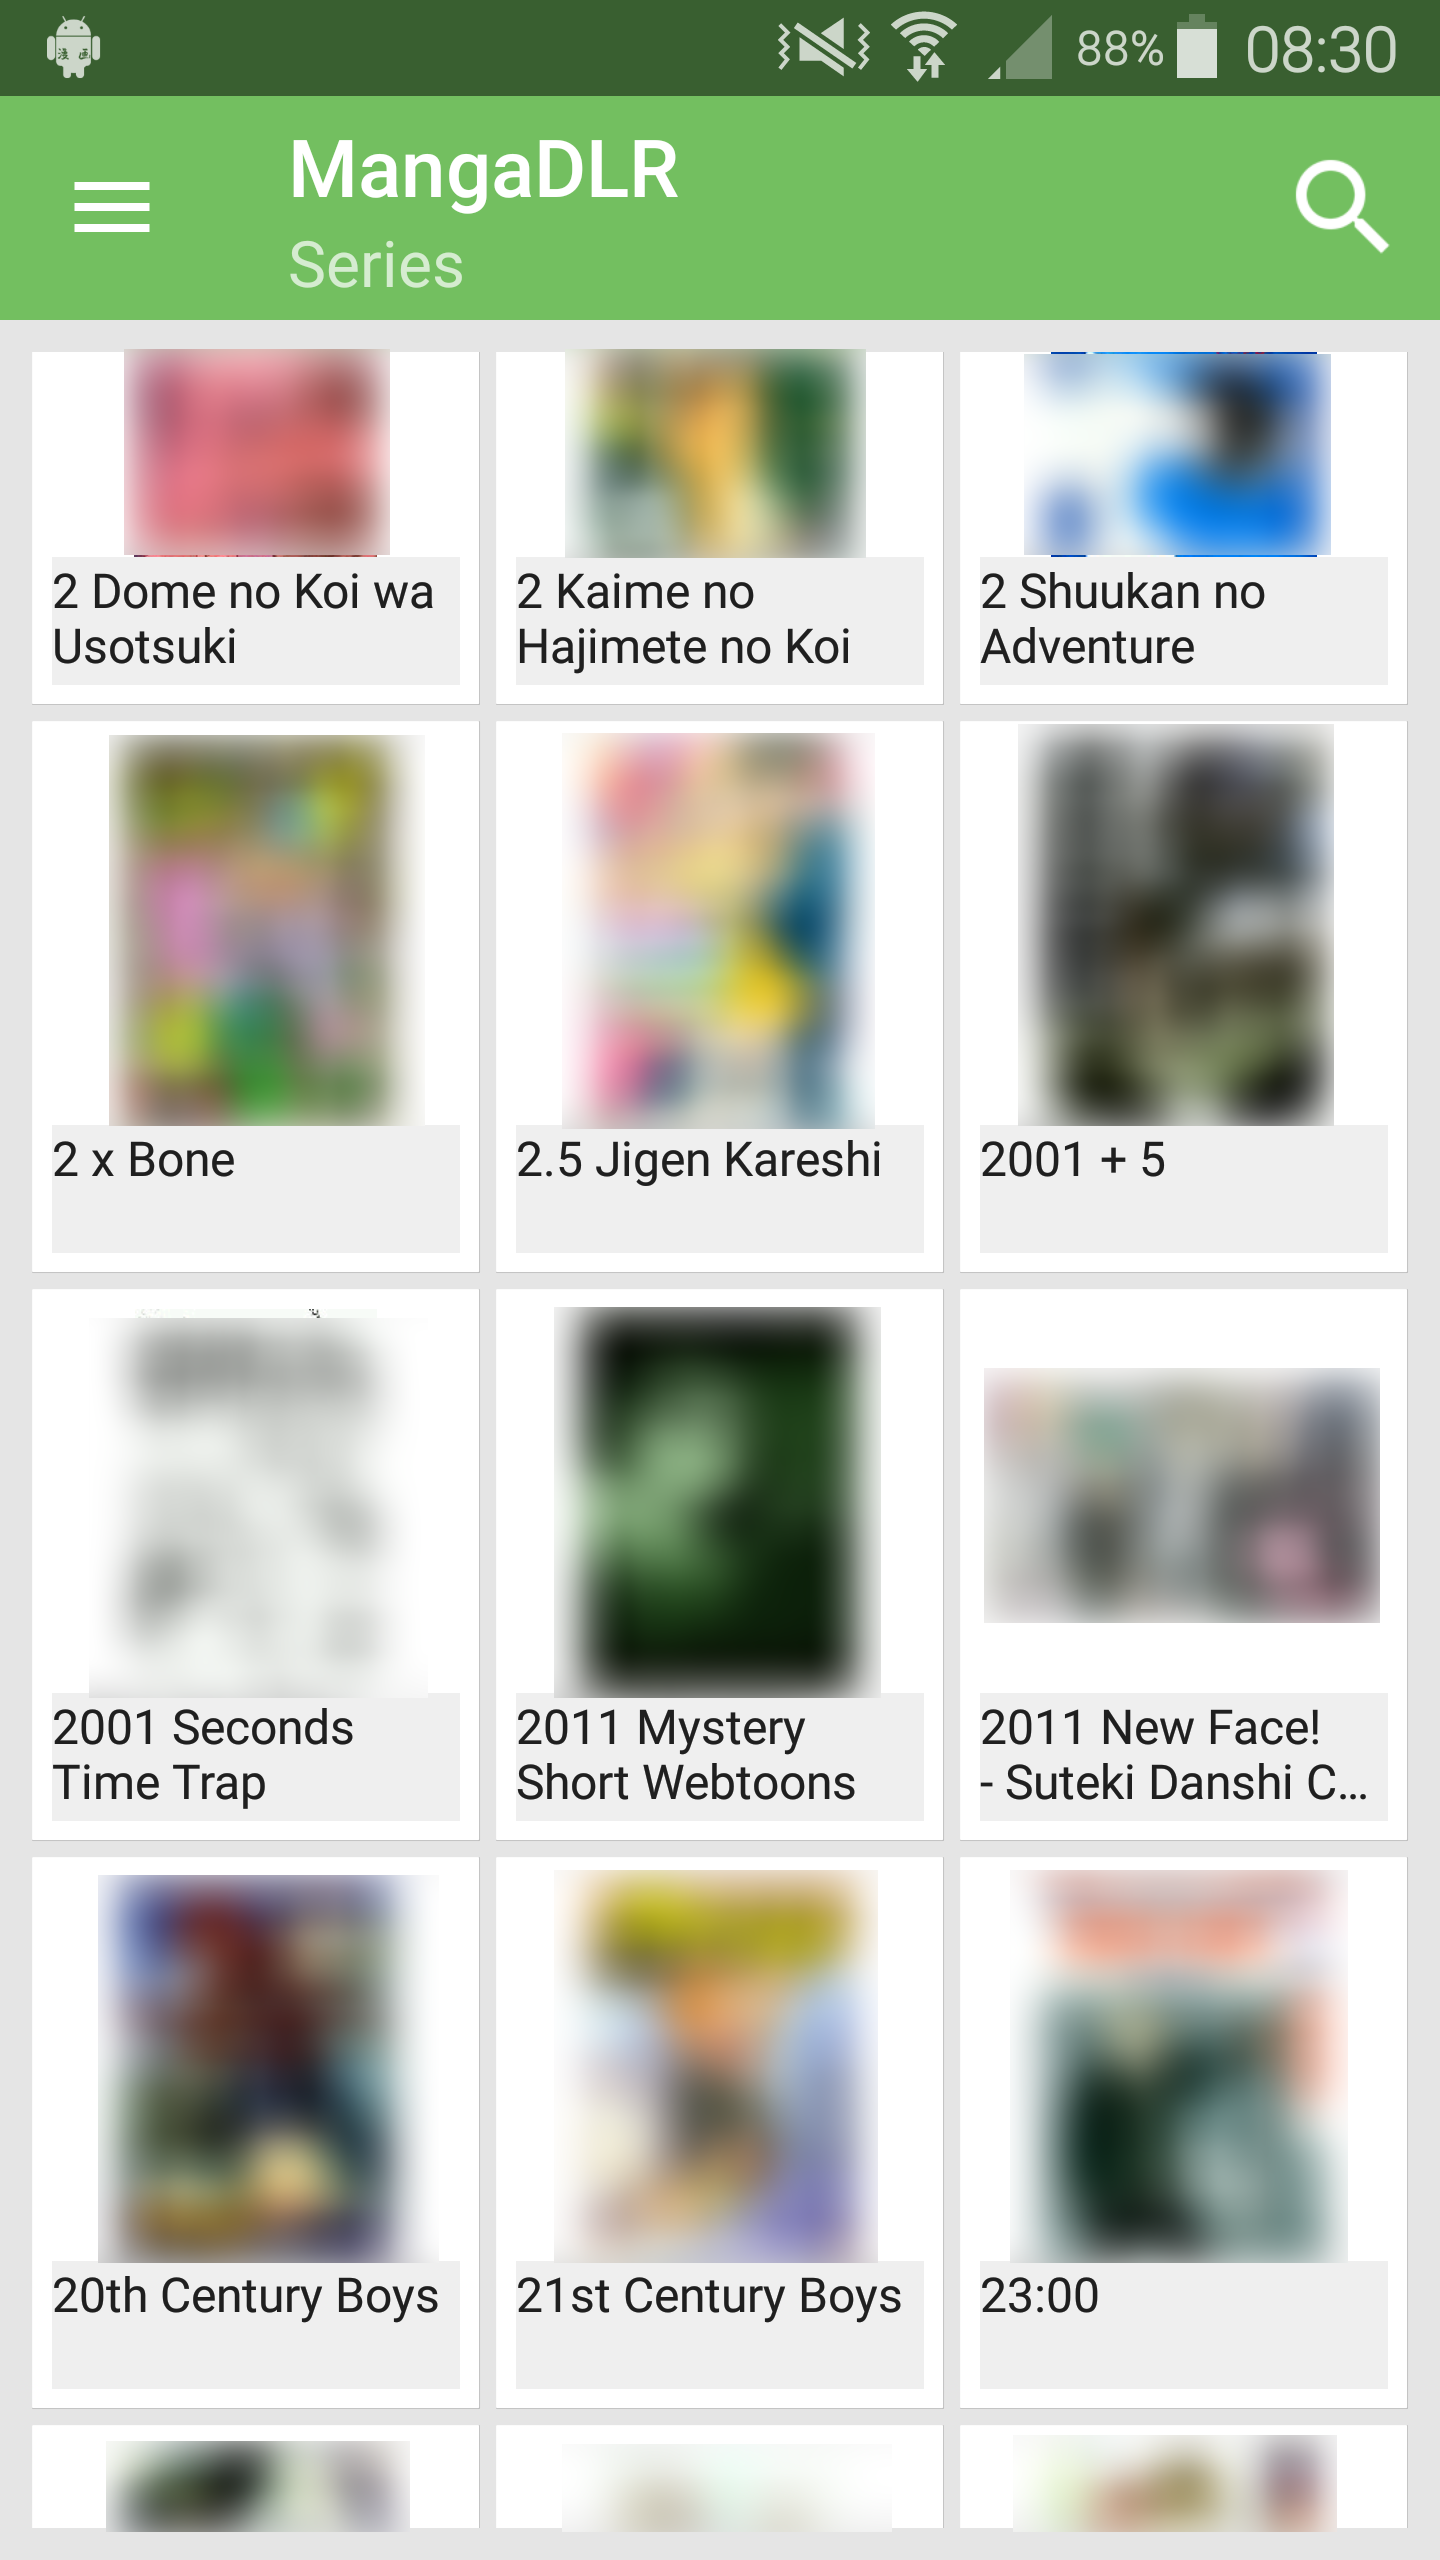 88% 08:30
MangaDLR
Series
2 Dome no Koi wa
Usotsuki
2 Kaime no
Hajimete no Koi
2 Shuukan no
Adventure
2 x Bone
2.5 Jigen Kareshi
2001 + 5
2001 Seconds
Time Trap
2011 Mystery
Short Webtoons
2011 New Face!
- Suteki Danshi C...
20th Century Boys
21st Century Boys
23:00